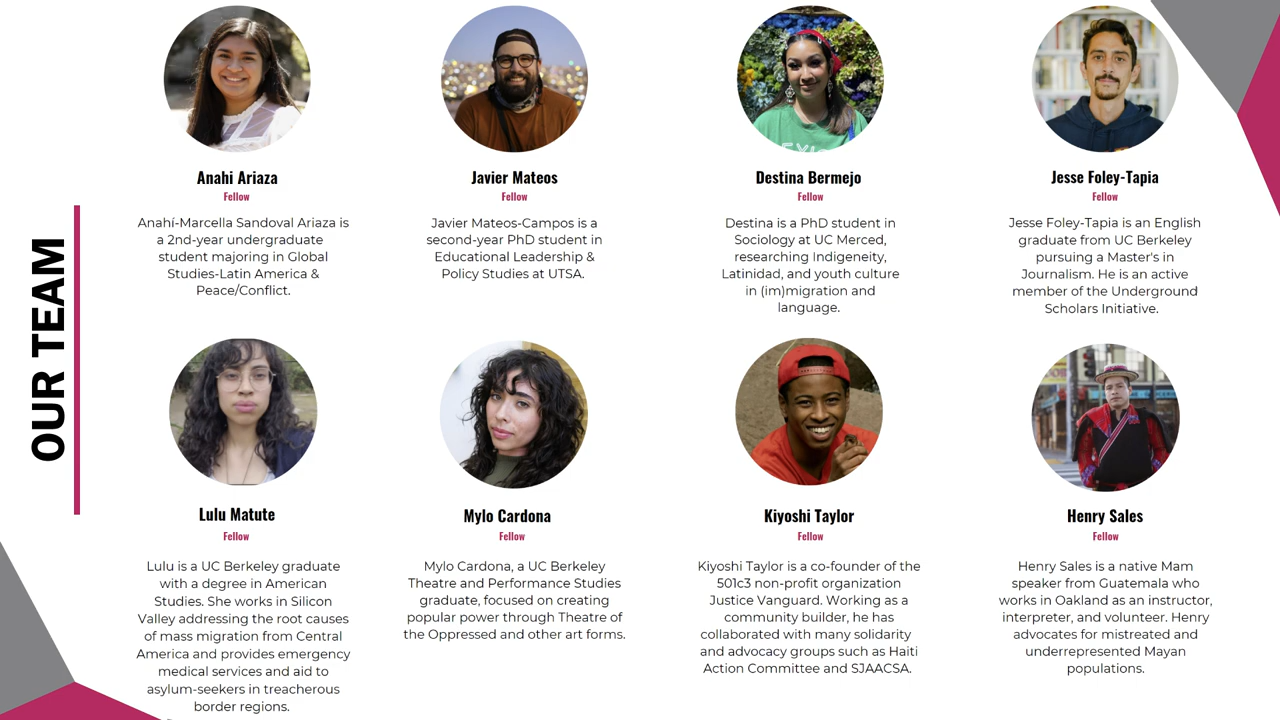 OUR TEAM
Anahi Ariaza
Fellow
Anahí-Marcella Sandoval Ariaza is
a 2nd-year undergraduate
student majoring in Global
Studies-Latin America &
Peace/Conflict.
Javier Mateos
Fellow
Javier Mateos-Campos is a
second-year PhD student in
Educational Leadership &
Policy Studies at UTSA.
Destina Bermejo
Fellow
Destina is a PhD student in
Sociology at UC Merced,
researching Indigeneity,
Latinidad, and youth culture
in (im)migration and
language.
Jesse Foley-Tapia
Fellow
Jesse Foley-Tapia is an English
graduate from UC Berkeley
pursuing a Master's in
Journalism. He is an active
member of the Underground
Scholars Initiative.
Lulu Matute
Fellow
Lulu is a UC Berkeley graduate
with a degree in American
Studies. She works in Silicon
Valley addressing the root causes
of mass migration from Central
America and provides emergency
medical services and aid to
asylum-seekers in treacherous
border regions.
Mylo Cardona
Fellow
Mylo Cardona, a UC Berkeley
Theatre and Performance Studies
graduate, focused on creating
popular power through Theatre of
the Oppressed and other art forms.
Kiyoshi Taylor
Fellow
Kiyoshi Taylor is a co-founder of the
501c3 non-profit organization
Justice Vanguard. Working as a
community builder, he has
collaborated with many solidarity
and advocacy groups such as Haiti
Action Committee and SJAACSA.
Henry Sales
Fellow
Henry Sales is a native Mam
speaker from Guatemala who
works in Oakland as an instructor,
interpreter, and volunteer. Henry
advocates for mistreated and
underrepresented Mayan
populations.